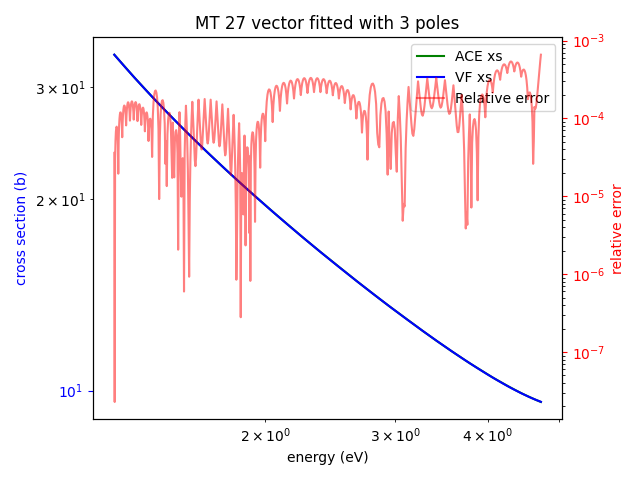 MT 27 vector fitted with 3 poles
ACE xs
VF xs
Relative error
cross section (b)
3 × 10¹
2 × 10¹
10¹
10⁻³
10⁻⁴
10⁻⁵
10⁻⁶
10⁻⁷
relative error
2 × 10⁰ 3 × 10⁰ 4 × 10⁰
energy (eV)